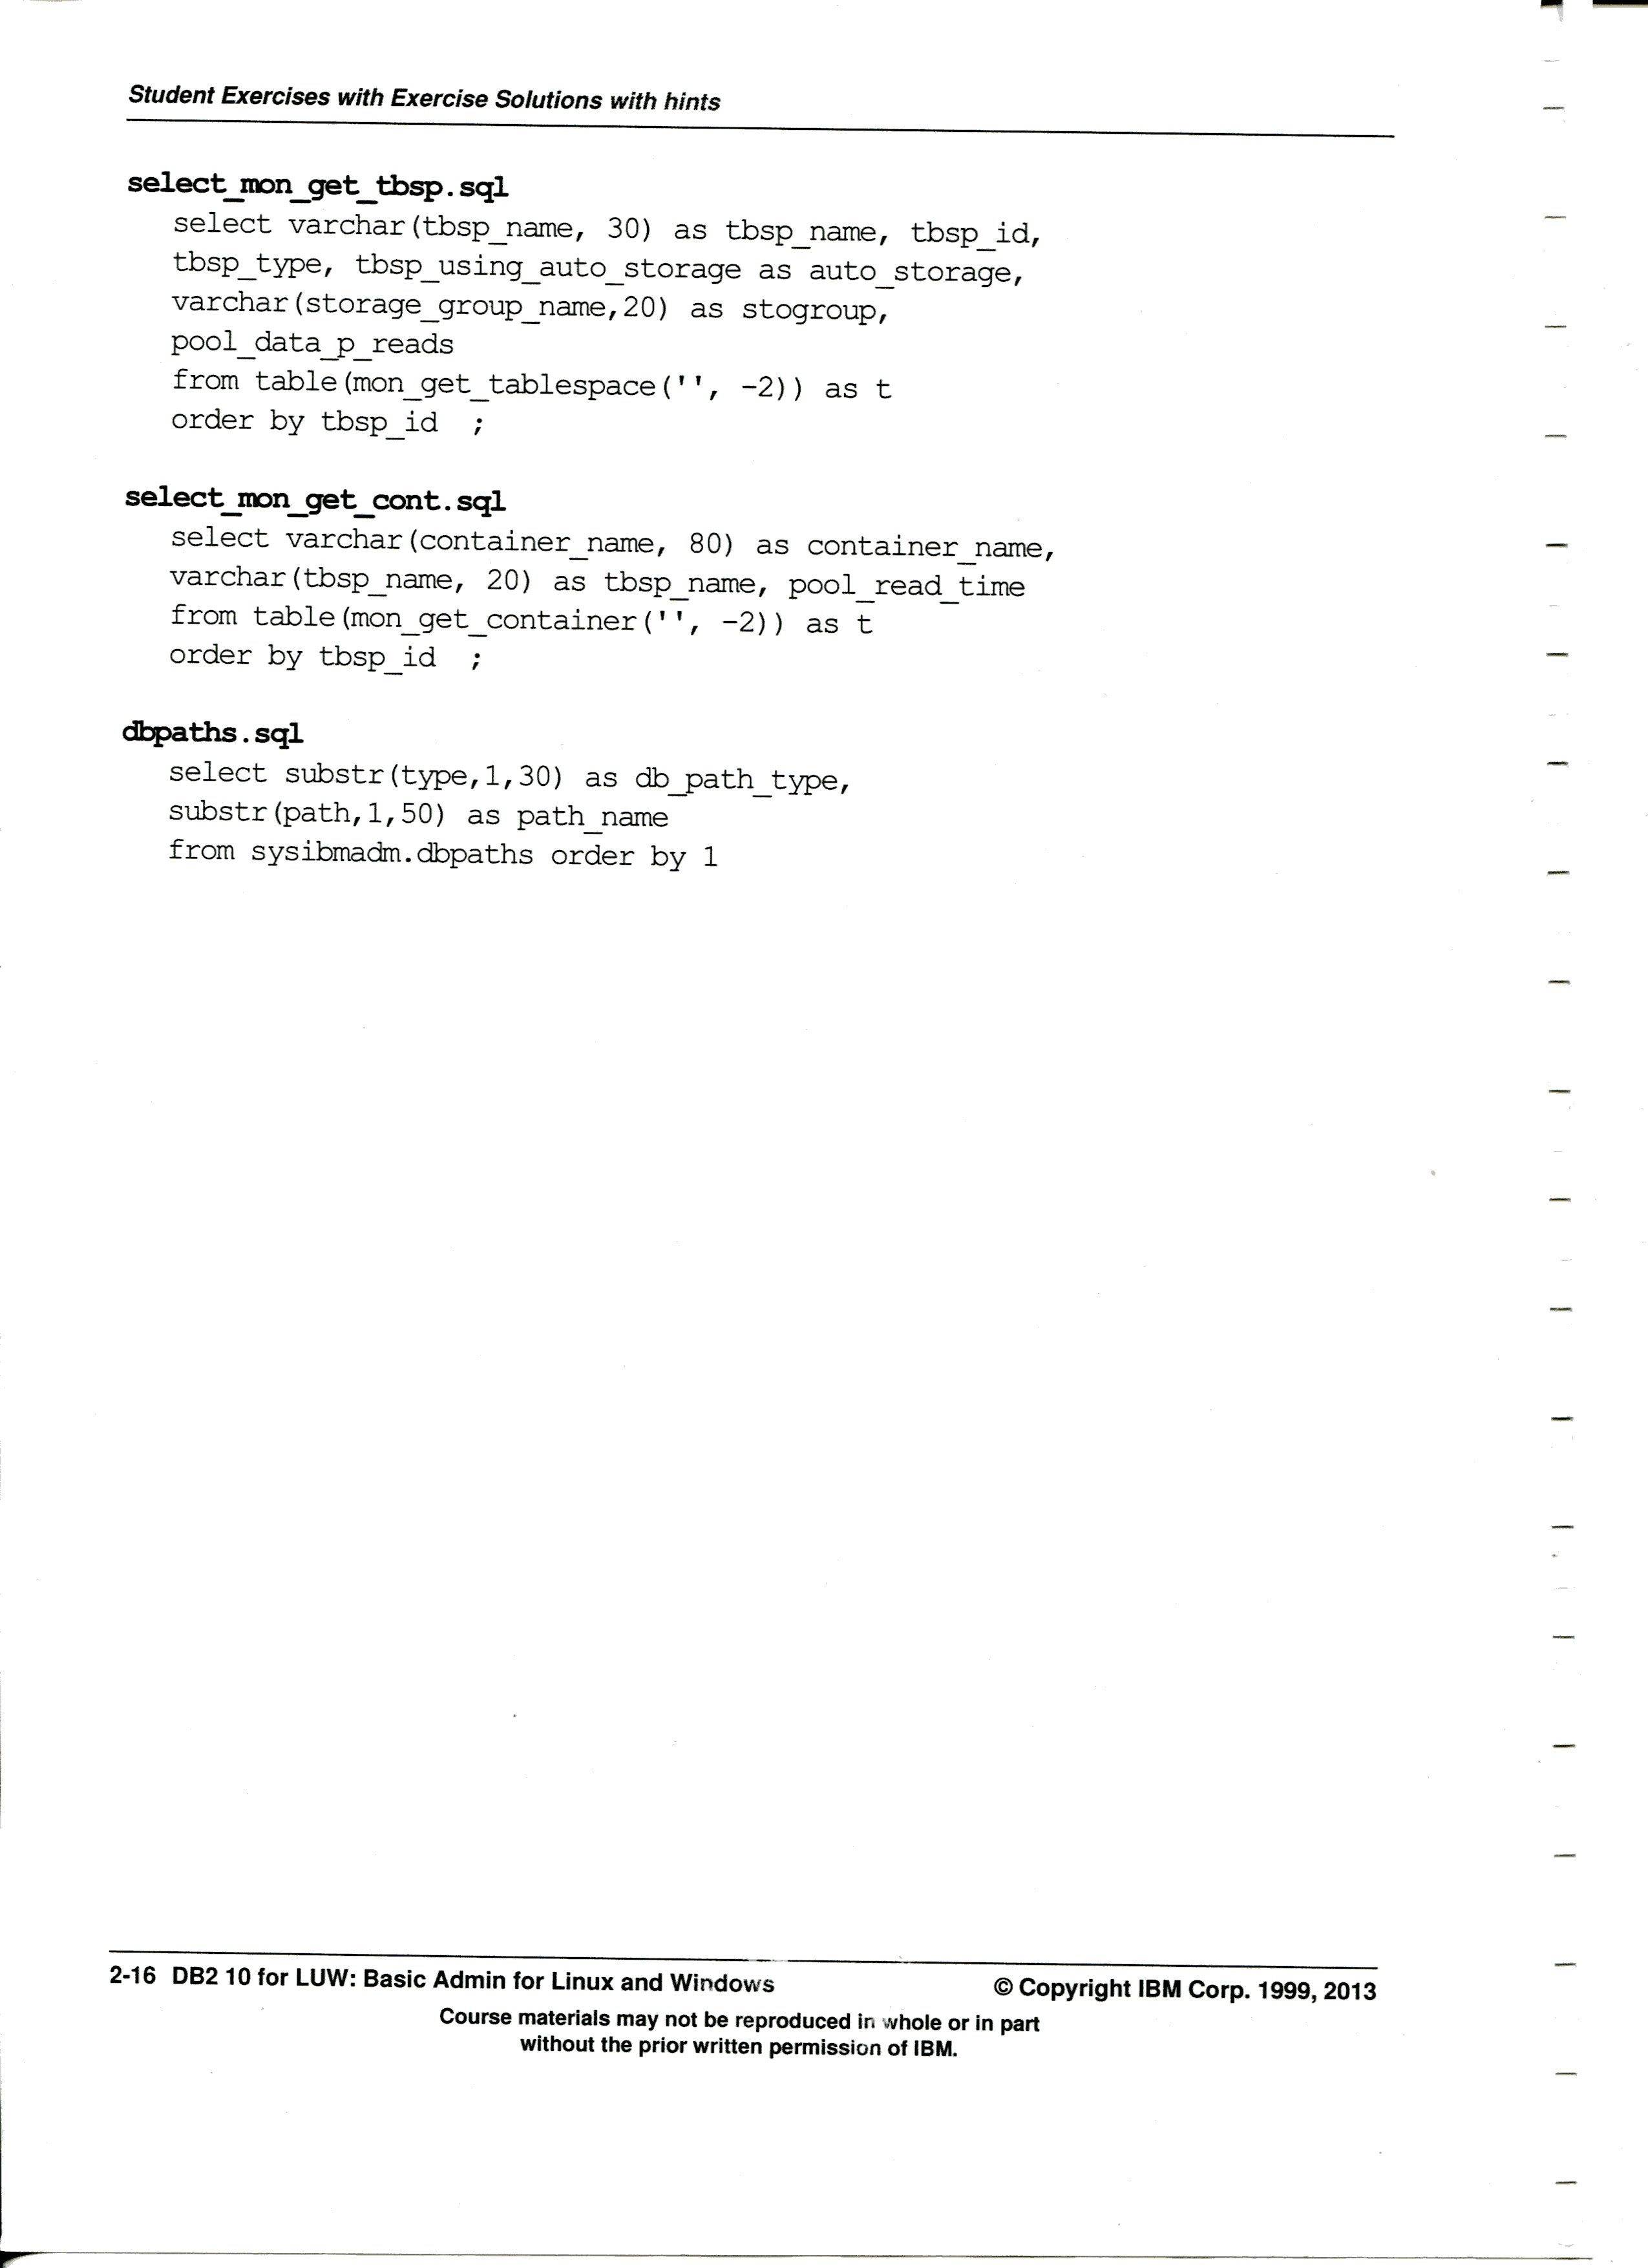 Student Exercises with Exercise Solutions with hints
select_mon_get_tbsp.sql
select varchar(tbsp_name, 30) as tbsp_name, tbsp_id,
tbsp_type, tbsp_using_auto_storage as auto_storage,
varchar(storage_group_name,20) as stogroup,
pool_data_p_reads
from table(mon_get_tablespace('', -2)) as t
order by tbsp_id  ;
select_mon_get_cont.sql
select varchar(container_name, 80) as container_name,
varchar(tbsp_name, 20) as tbsp_name, pool_read_time
from table(mon_get_container('', -2)) as t
order by tbsp_id  ;
dbpaths.sql
select substr(type,1,30) as db_path_type,
substr(path,1,50) as path_name
from sysibmadm.dbpaths order by 1
2-16 DB2 10 for LUW: Basic Admin for Linux and Windows © Copyright IBM Corp. 1999, 2013
Course materials may not be reproduced in whole or in part
without the prior written permission of IBM.